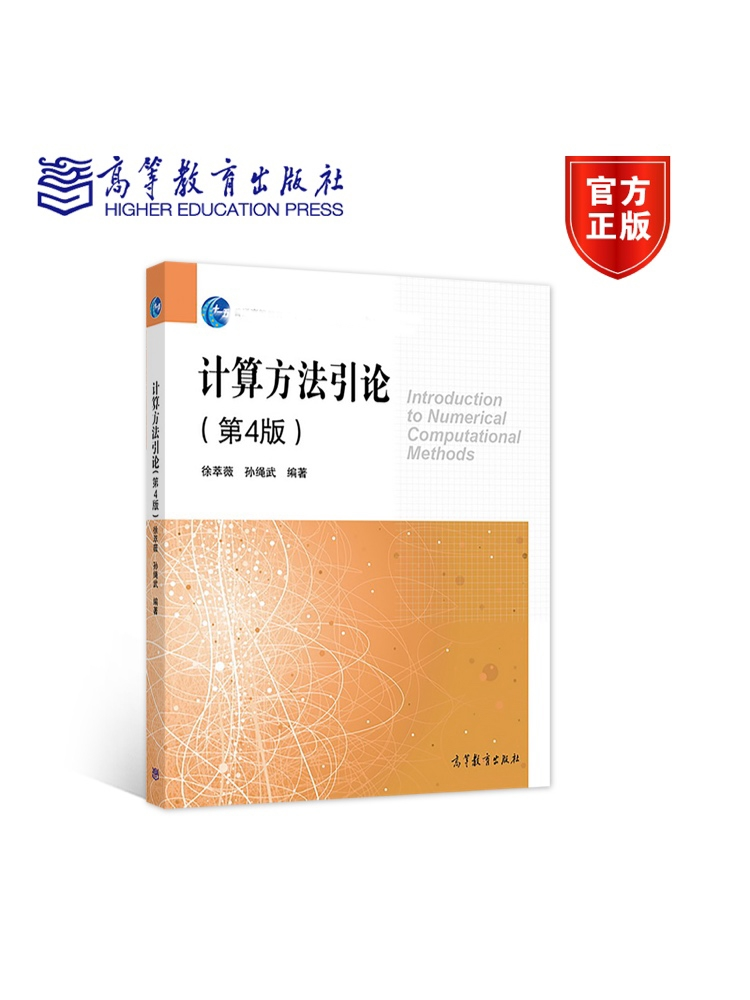 高等教育出版社
HIGHER EDUCATION PRESS
官方
正版
十一五
计算方法引论
(第4版)
徐萃薇 孙绳武 编著
Introduction
to Numerical
Computational
Methods
高等教育出版社
计算方法引论(第4版) 徐萃薇 孙绳武 编著